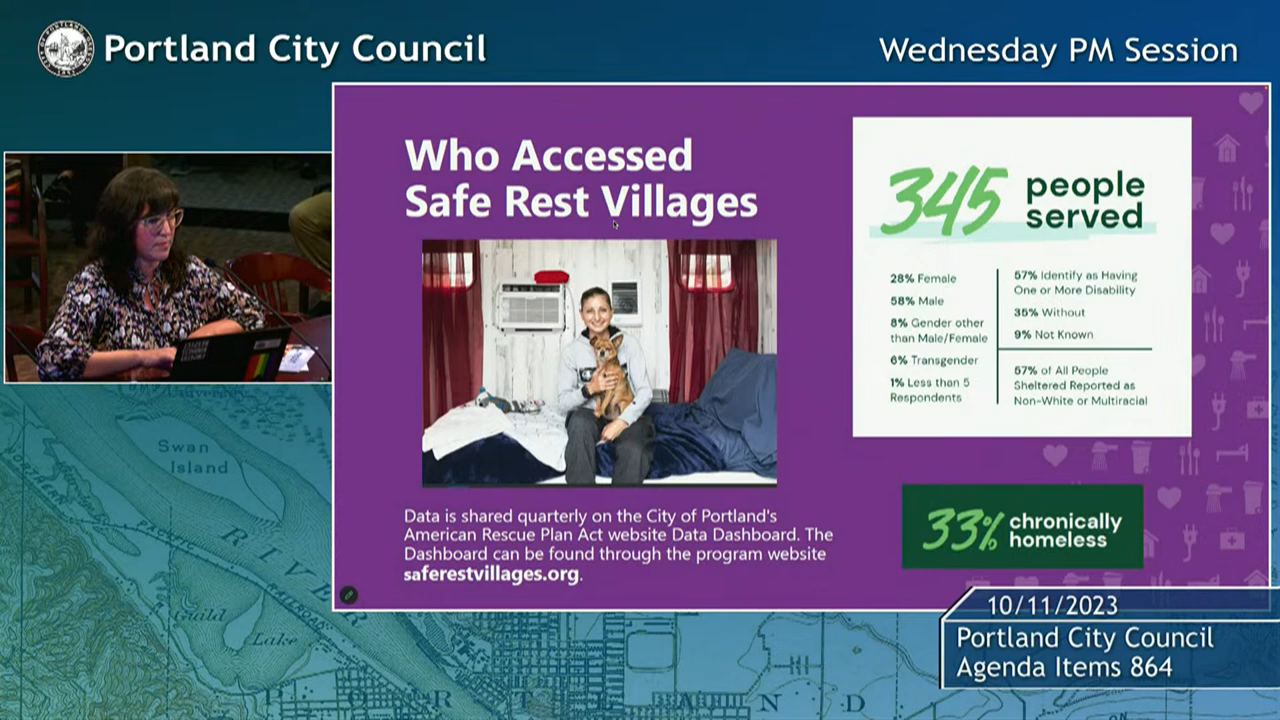 Portland City Council
Wednesday PM Session
Who Accessed
Safe Rest Villages
345 people
served
28% Female
58% Male
8% Gender other
than Male/Female
6% Transgender
1% Less than 5
Respondents
57% Identify as Having
One or More Disability
35% Without
9% Not Known
57% of All People
Sheltered Reported as
Non-White or Multiracial
33% chronically
homeless
Data is shared quarterly on the City of Portland's
American Rescue Plan Act website Data Dashboard. The
Dashboard can be found through the program website
saferestvillages.org.
Swan
Island
RIVER
Guild
Lake
10/11/2023
Portland City Council
Agenda Items 864